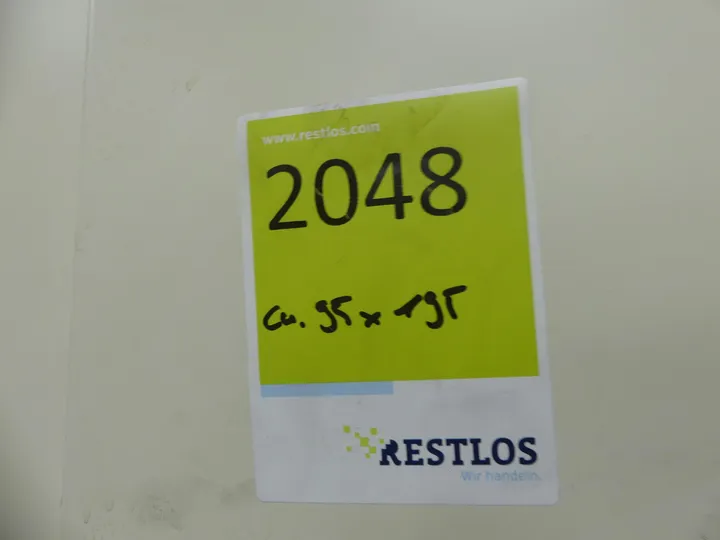 www.restlos.com
2048
ca. 95 x 195
RESTLOS
Wir handeln.